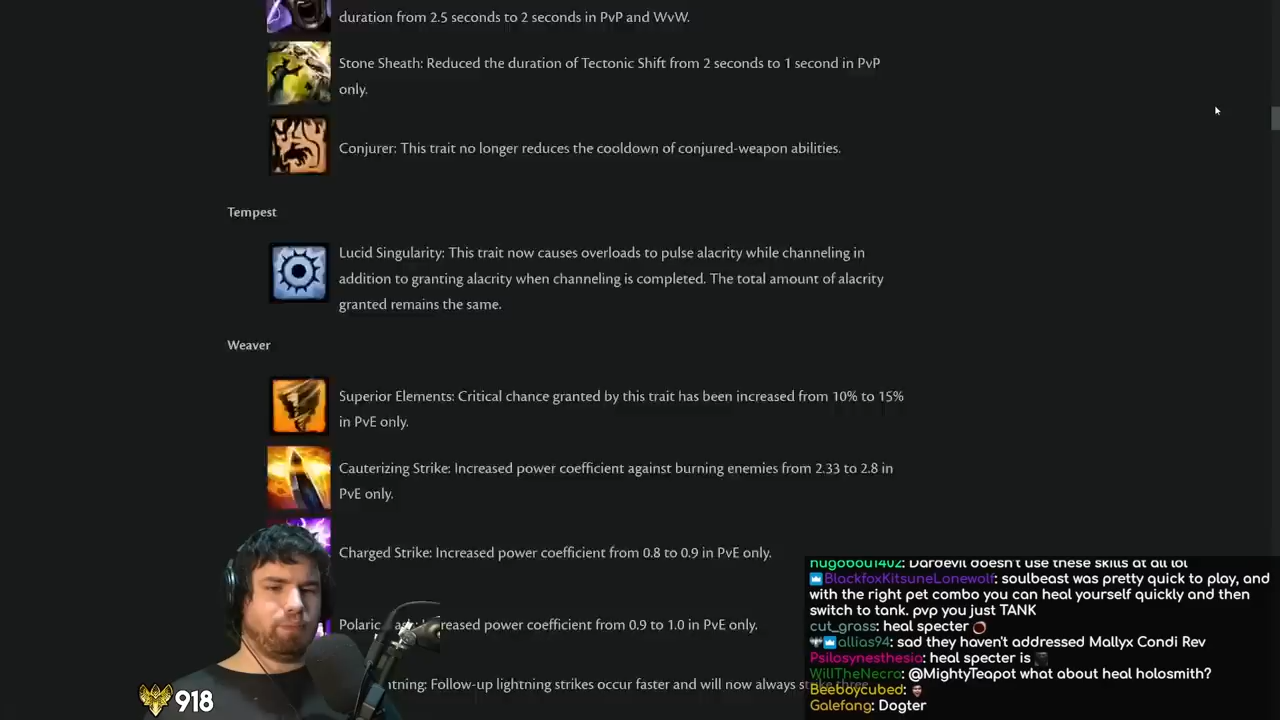 duration from 2.5 seconds to 2 seconds in PvP and WvW.
Stone Sheath: Reduced the duration of Tectonic Shift from 2 seconds to 1 second in PvP
only.
Conjurer: This trait no longer reduces the cooldown of conjured-weapon abilities.
Tempest
Lucid Singularity: This trait now causes overloads to pulse alacrity while channeling in
addition to granting alacrity when channeling is completed. The total amount of alacrity
granted remains the same.
Weaver
Superior Elements: Critical chance granted by this trait has been increased from 10% to 15%
in PvE only.
Cauterizing Strike: Increased power coefficient against burning enemies from 2.33 to 2.8 in
PvE only.
Charged Strike: Increased power coefficient from 0.8 to 0.9 in PvE only.
Polaric power coefficient from 0.9 to 1.0 in PvE only.
Follow-up lightning strikes occur faster and will now always
918
Daredevil doesn't use these skills at all lol
BlackfoxKitsuneLonewolf: soulbeast was pretty quick to play, and
with the right pet combo you can heal yourself quickly and then
switch to tank. pvp you just TANK
cut_grass: heal specter
allias94: sad they haven't addressed Mallyx Condi Rev
Psilosynesthesia: heal specter is
WillTheNecro: @MightyTeapot what about heal holosmith?
Beeboycubed:
Galefang: Dogter